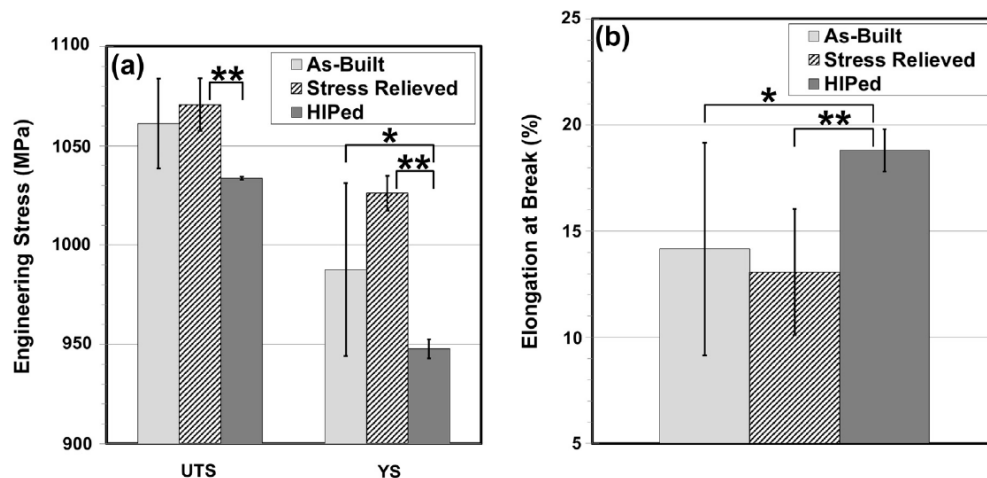 (a)
As-Built
Stress Relieved
HIPed
**
*
**
1100
1050
1000
950
900
Engineering Stress (MPa)
UTS
YS
(b)
As-Built
Stress Relieved
HIPed
*
**
25
20
15
10
5
Elongation at Break (%)